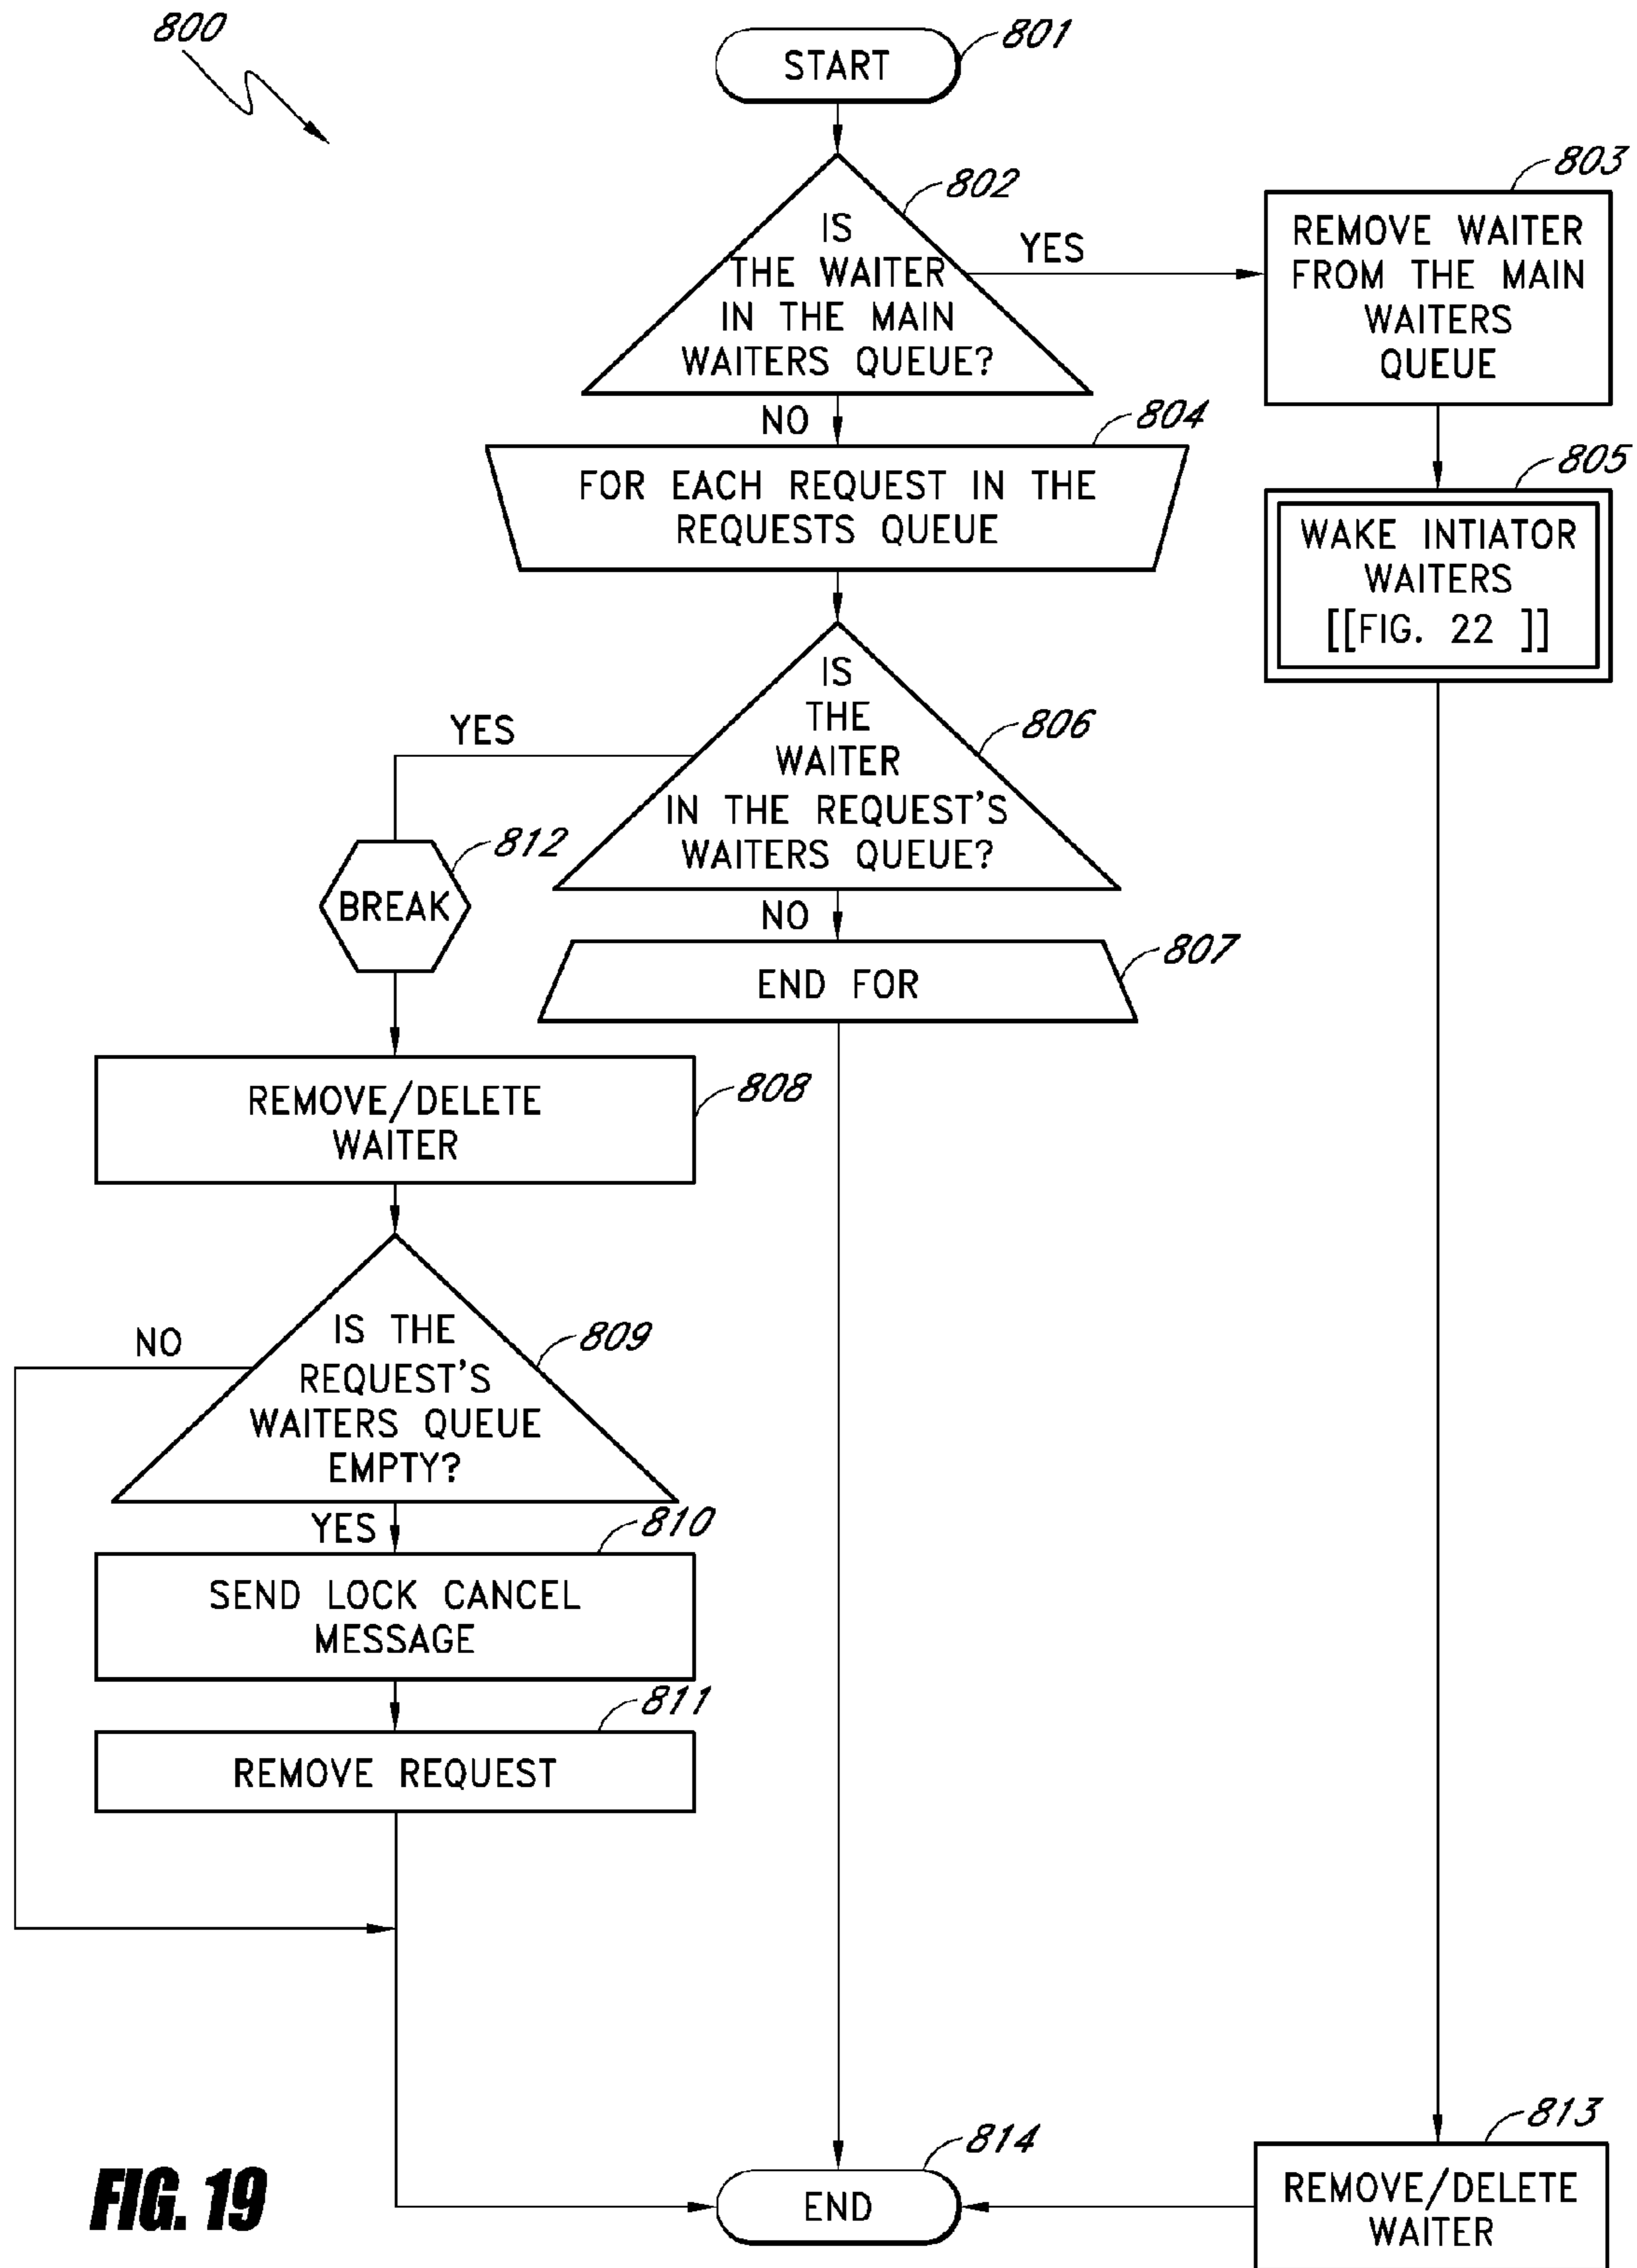 800
START
801
IS
THE WAITER
IN THE MAIN
WAITERS QUEUE?
802
YES
REMOVE WAITER
FROM THE MAIN
WAITERS
QUEUE
803
NO
FOR EACH REQUEST IN THE
REQUESTS QUEUE
804
WAKE INTIATOR
WAITERS
[[FIG. 22 ]]
805
IS
THE
WAITER
IN THE REQUEST'S
WAITERS QUEUE?
806
YES
BREAK
812
NO
END FOR
807
REMOVE/DELETE
WAITER
808
IS THE
REQUEST'S
WAITERS QUEUE
EMPTY?
809
NO
YES
SEND LOCK CANCEL
MESSAGE
810
REMOVE REQUEST
811
END
814
REMOVE/DELETE
WAITER
813
FIG. 19